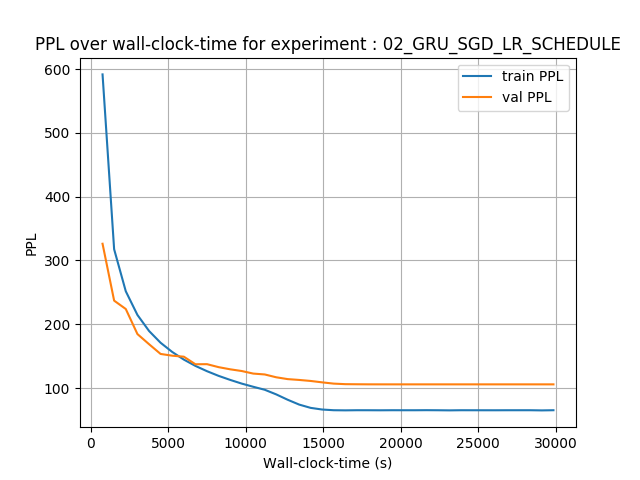 PPL over wall-clock-time for experiment : 02_GRU_SGD_LR_SCHEDULE
train PPL
val PPL
600
500
400
300
200
100
PPL
0
5000
10000
15000
20000
25000
30000
Wall-clock-time (s)